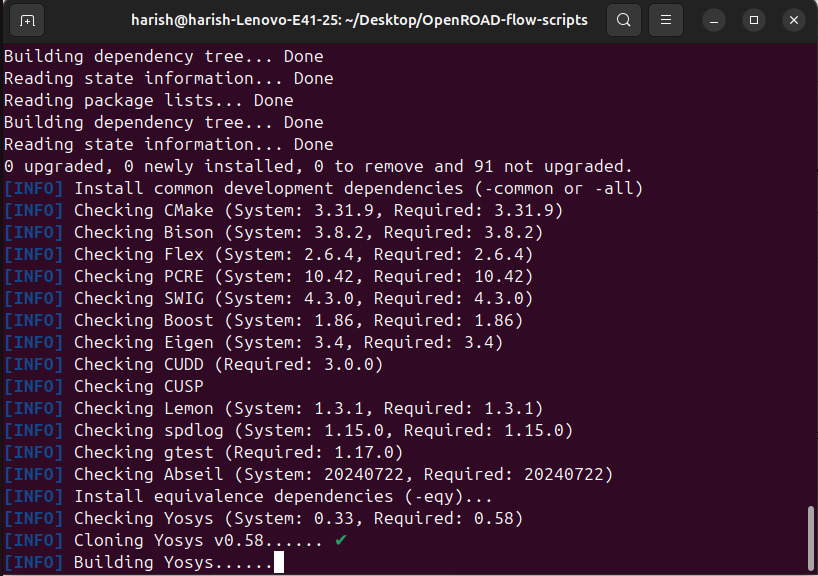 harish@harish-Lenovo-E41-25: ~/Desktop/OpenROAD-flow-scripts
Building dependency tree... Done
Reading state information... Done
Reading package lists... Done
Building dependency tree... Done
Reading state information... Done
0 upgraded, 0 newly installed, 0 to remove and 91 not upgraded.
[INFO] Install common development dependencies (-common or -all)
[INFO] Checking CMake (System: 3.31.9, Required: 3.31.9)
[INFO] Checking Bison (System: 3.8.2, Required: 3.8.2)
[INFO] Checking Flex (System: 2.6.4, Required: 2.6.4)
[INFO] Checking PCRE (System: 10.42, Required: 10.42)
[INFO] Checking SWIG (System: 4.3.0, Required: 4.3.0)
[INFO] Checking Boost (System: 1.86, Required: 1.86)
[INFO] Checking Eigen (System: 3.4, Required: 3.4)
[INFO] Checking CUDD (Required: 3.0.0)
[INFO] Checking CUSP
[INFO] Checking Lemon (System: 1.3.1, Required: 1.3.1)
[INFO] Checking spdlog (System: 1.15.0, Required: 1.15.0)
[INFO] Checking gtest (Required: 1.17.0)
[INFO] Checking Abseil (System: 20240722, Required: 20240722)
[INFO] Install equivalence dependencies (-eqy)...
[INFO] Checking Yosys (System: 0.33, Required: 0.58)
[INFO] Cloning Yosys v0.58...... ✔
[INFO] Building Yosys......